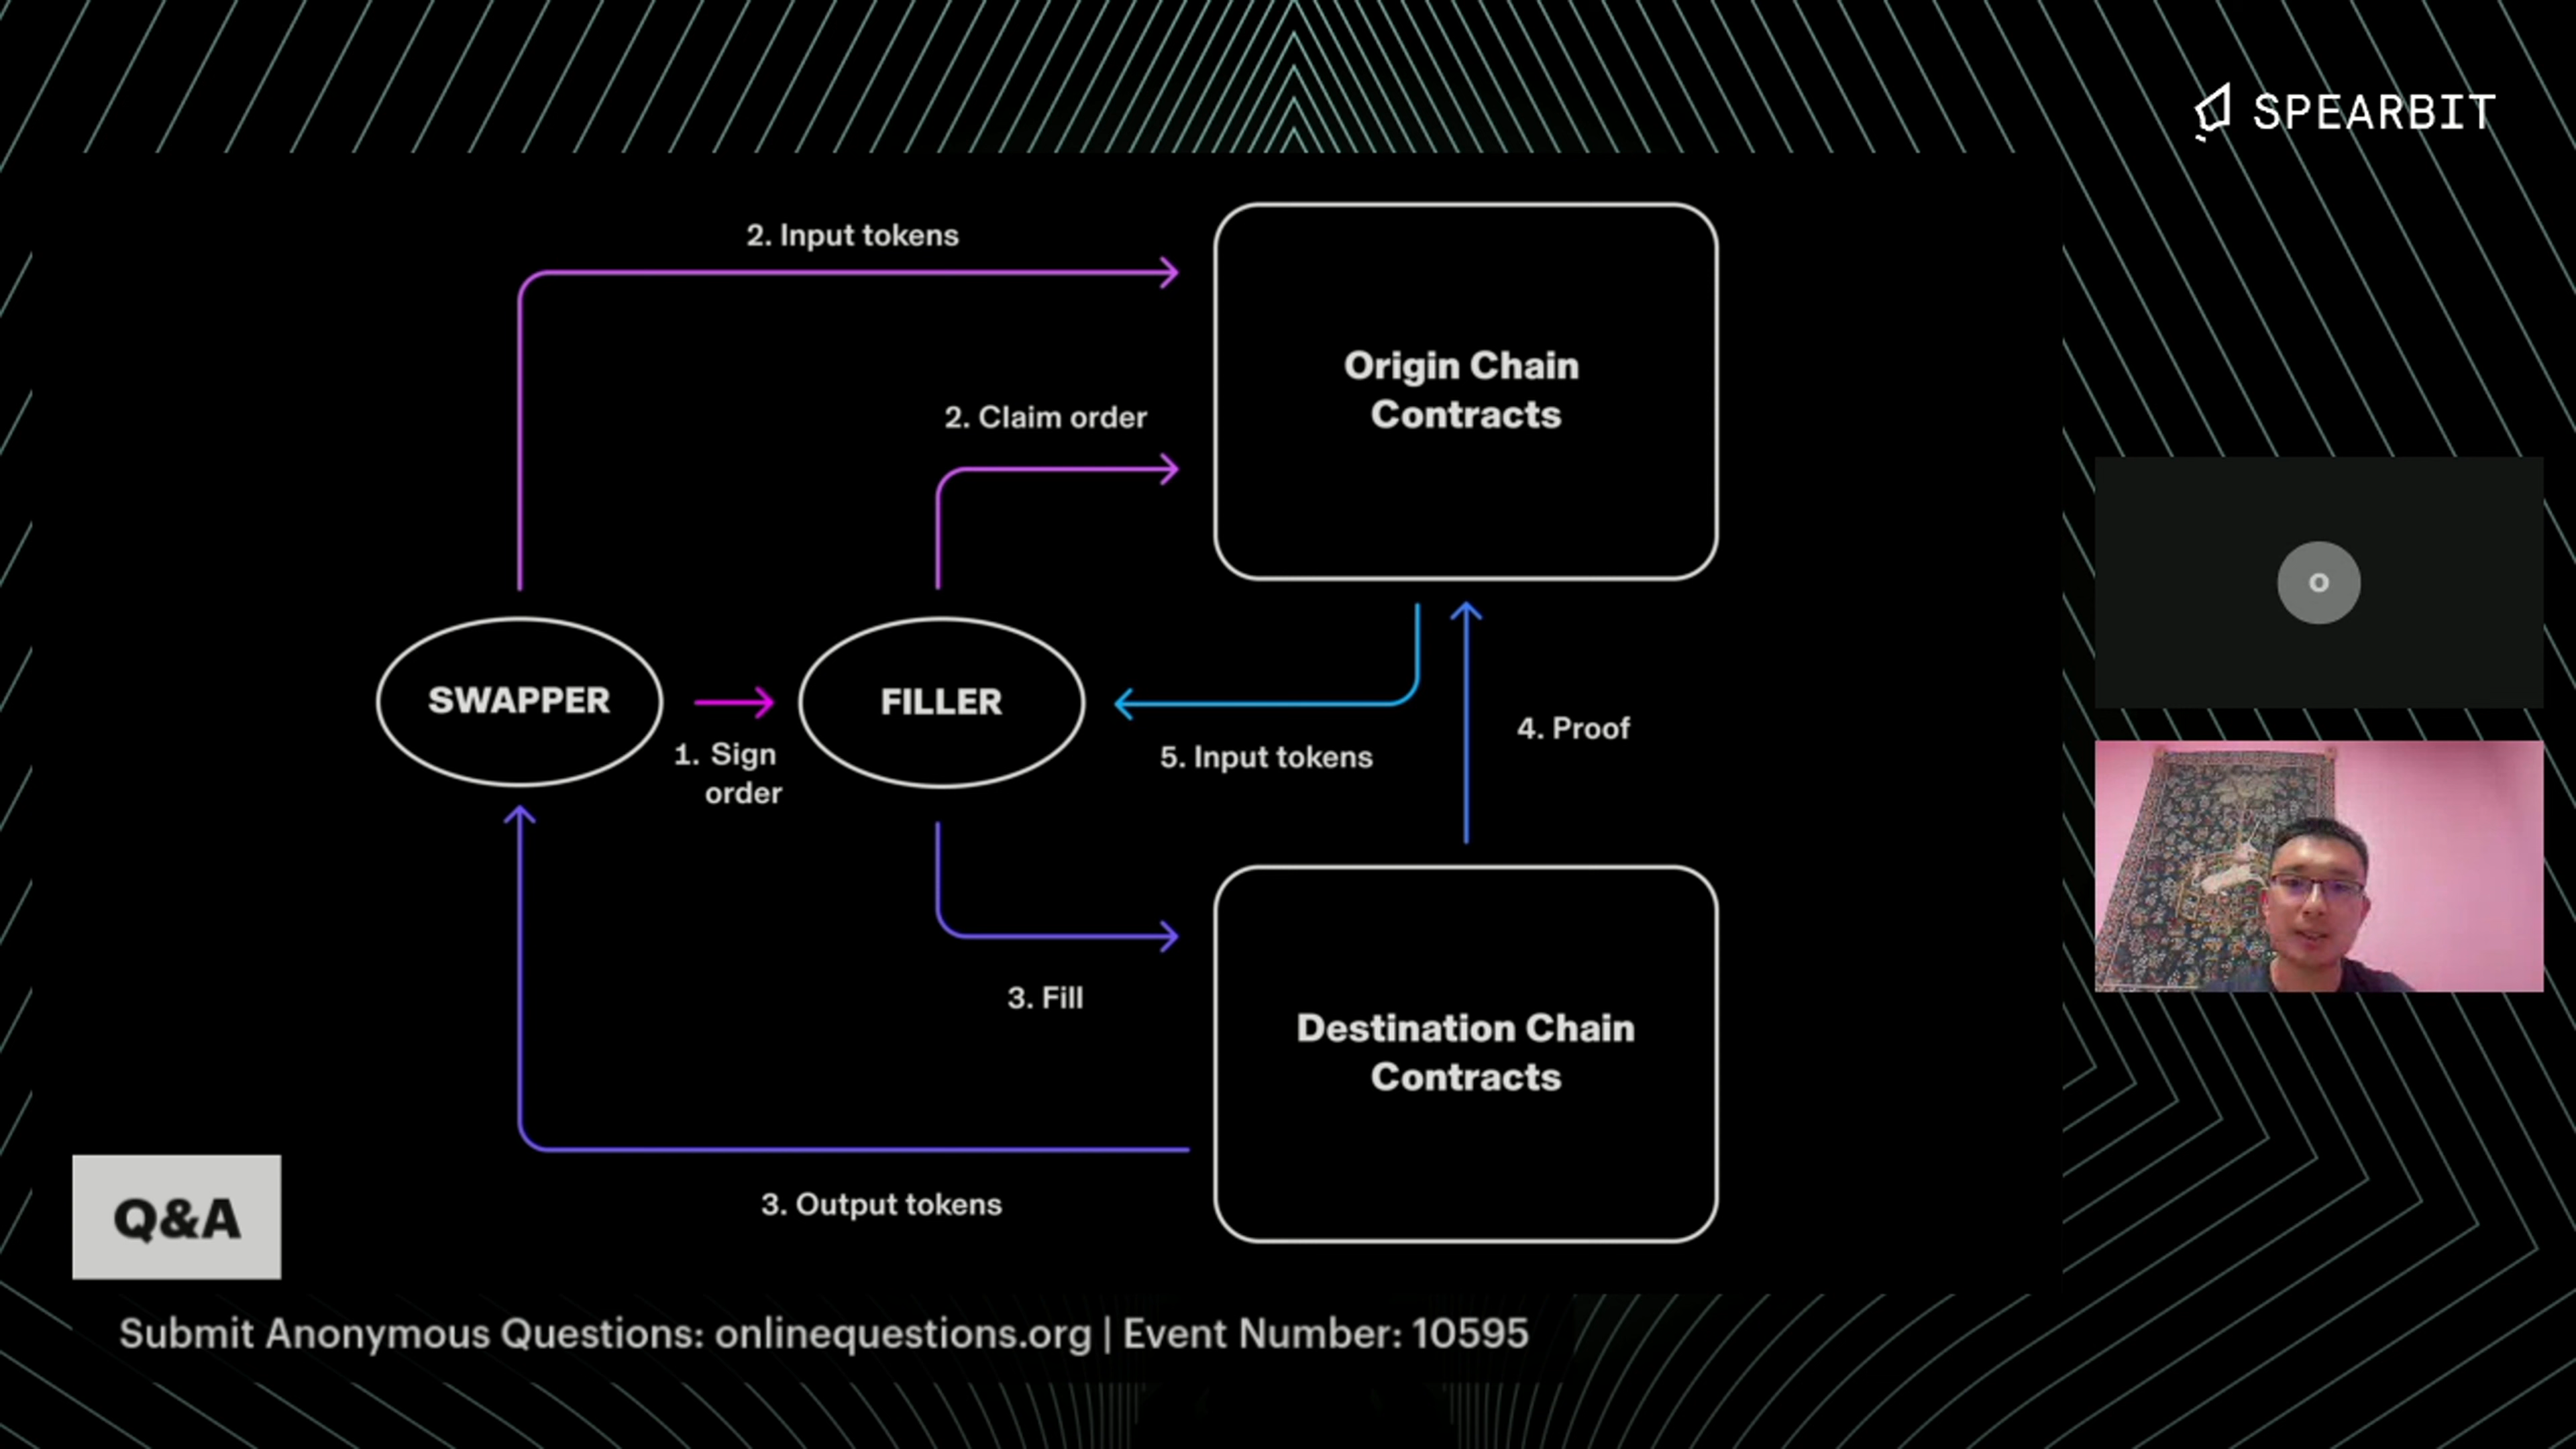 SPEARBIT
2. Input tokens
Origin Chain
Contracts
2. Claim order
SWAPPER
FILLER
1. Sign
order
5. Input tokens
4. Proof
3. Fill
Destination Chain
Contracts
3. Output tokens
O
Q&A
Submit Anonymous Questions: onlinequestions.org | Event Number: 10595